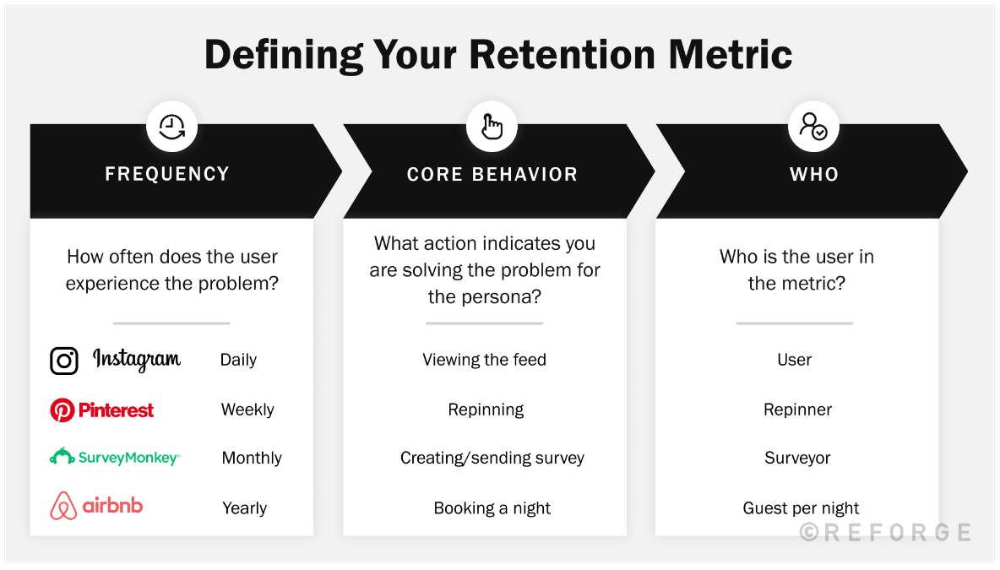 Defining Your Retention Metric
FREQUENCY
CORE BEHAVIOR
WHO
How often does the user
experience the problem?
What action indicates you
are solving the problem for
the persona?
Who is the user in
the metric?
Instagram Daily Viewing the feed User
Pinterest Weekly Repinning Repinner
SurveyMonkey® Monthly Creating/sending survey Surveyor
airbnb Yearly Booking a night Guest per night
©REFORGE